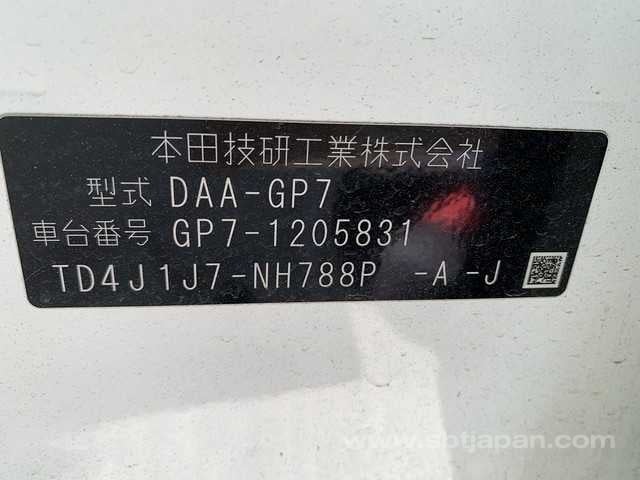 本田技研工業株式会社
型式 DAA-GP7
車台番号 GP7-1205831
TD4J1J7-NH788P -A -J
www.sbtjapan.com